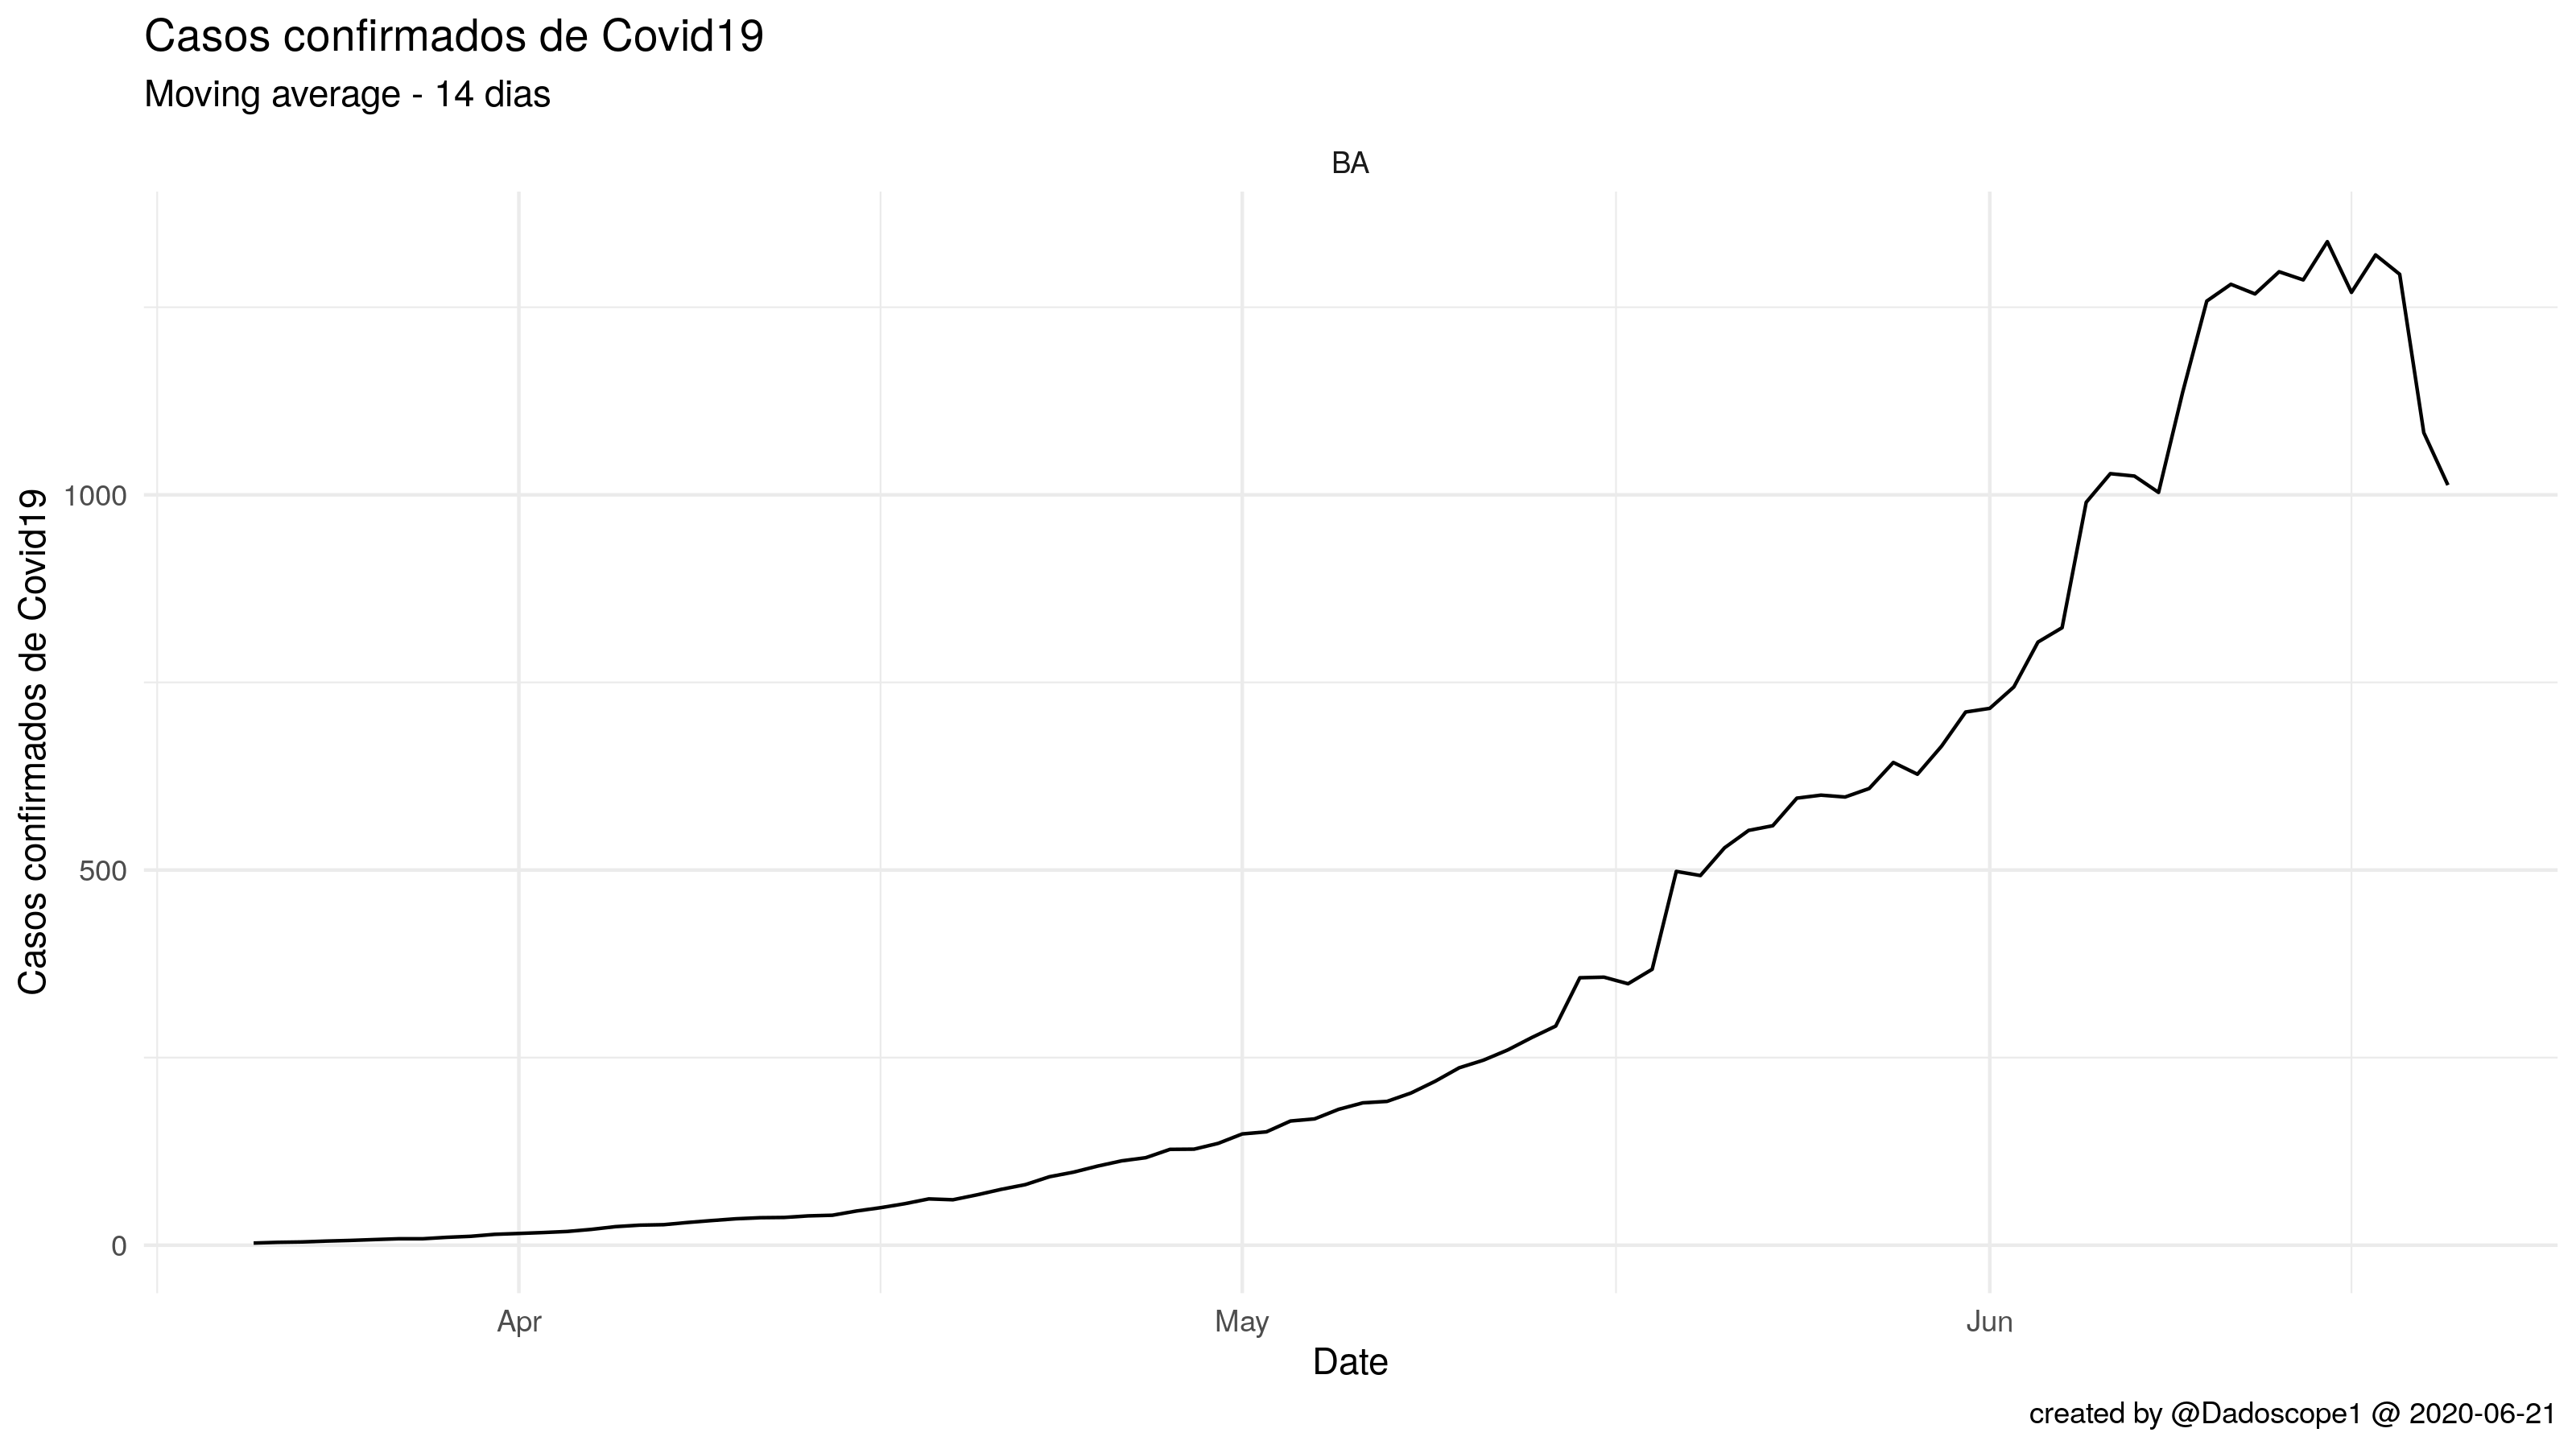 Casos confirmados de Covid19
Moving average - 14 dias
BA
Casos confirmados de Covid19
1000
500
0
Apr
May
Jun
Date
created by @Dadoscope1 @ 2020-06-21